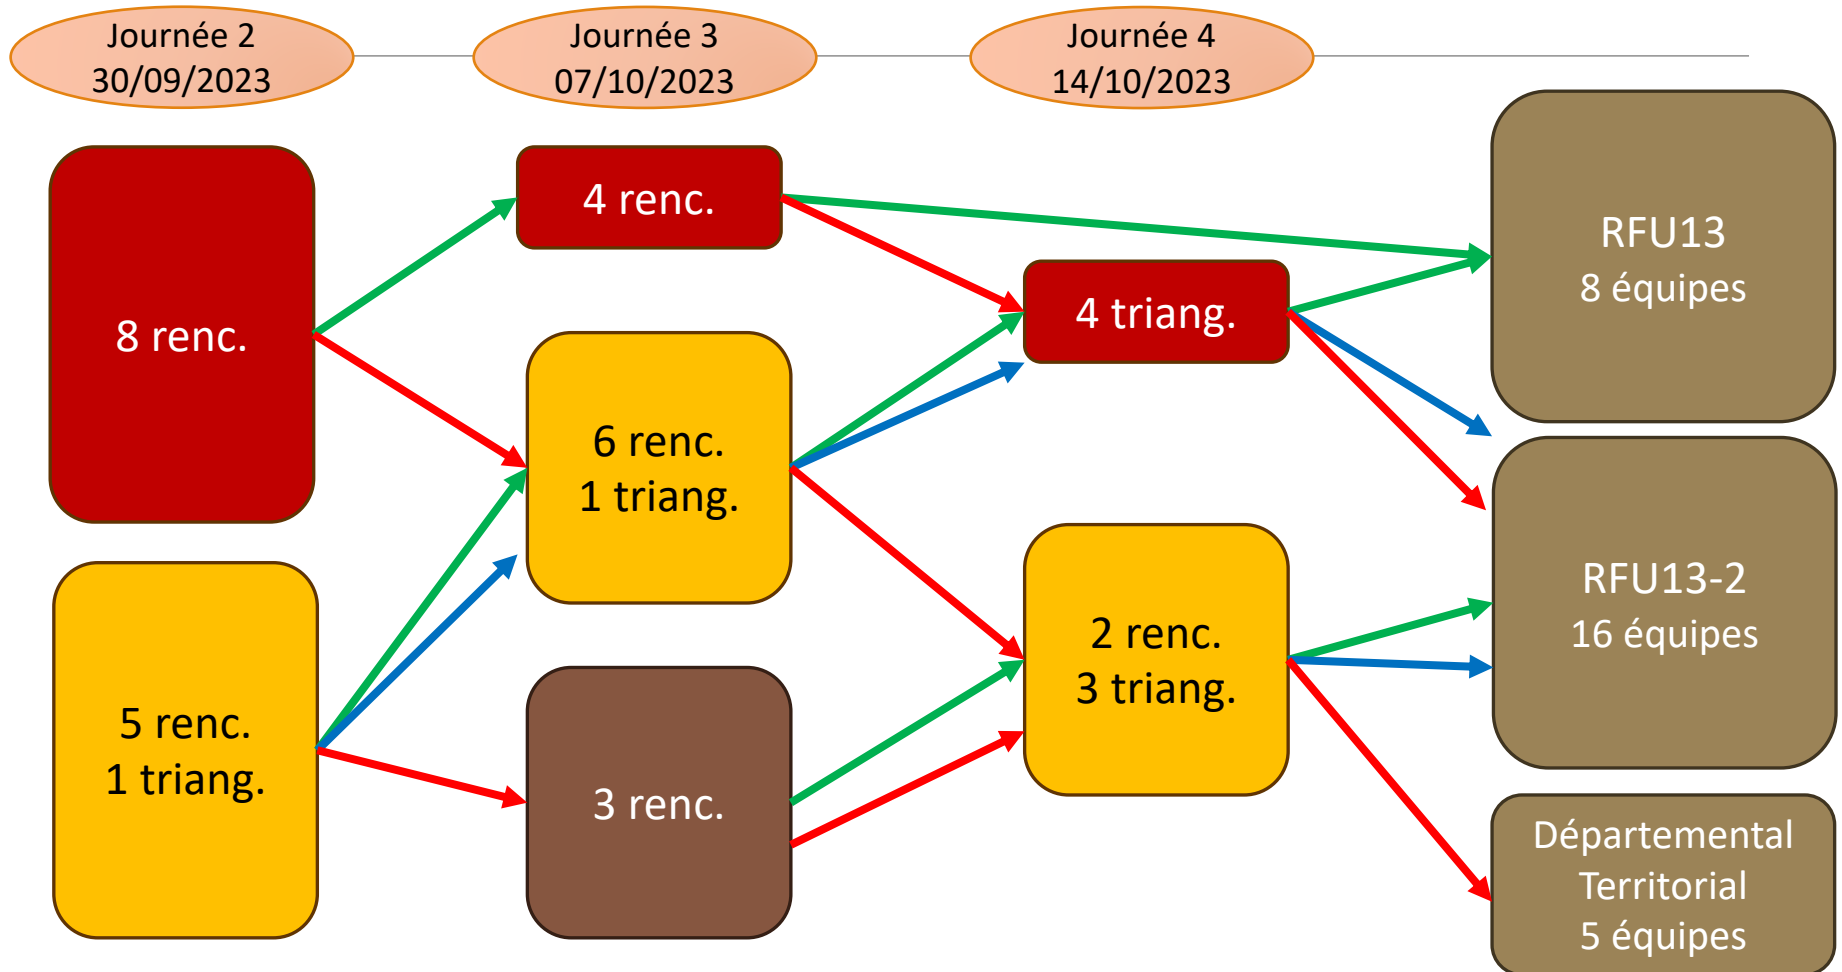 Journée 2
30/09/2023
Journée 3
07/10/2023
Journée 4
14/10/2023
8 renc.
5 renc.
1 triang.
4 renc.
6 renc.
1 triang.
3 renc.
4 triang.
2 renc.
3 triang.
RFU13
8 équipes
RFU13-2
16 équipes
Départemental
Territorial
5 équipes